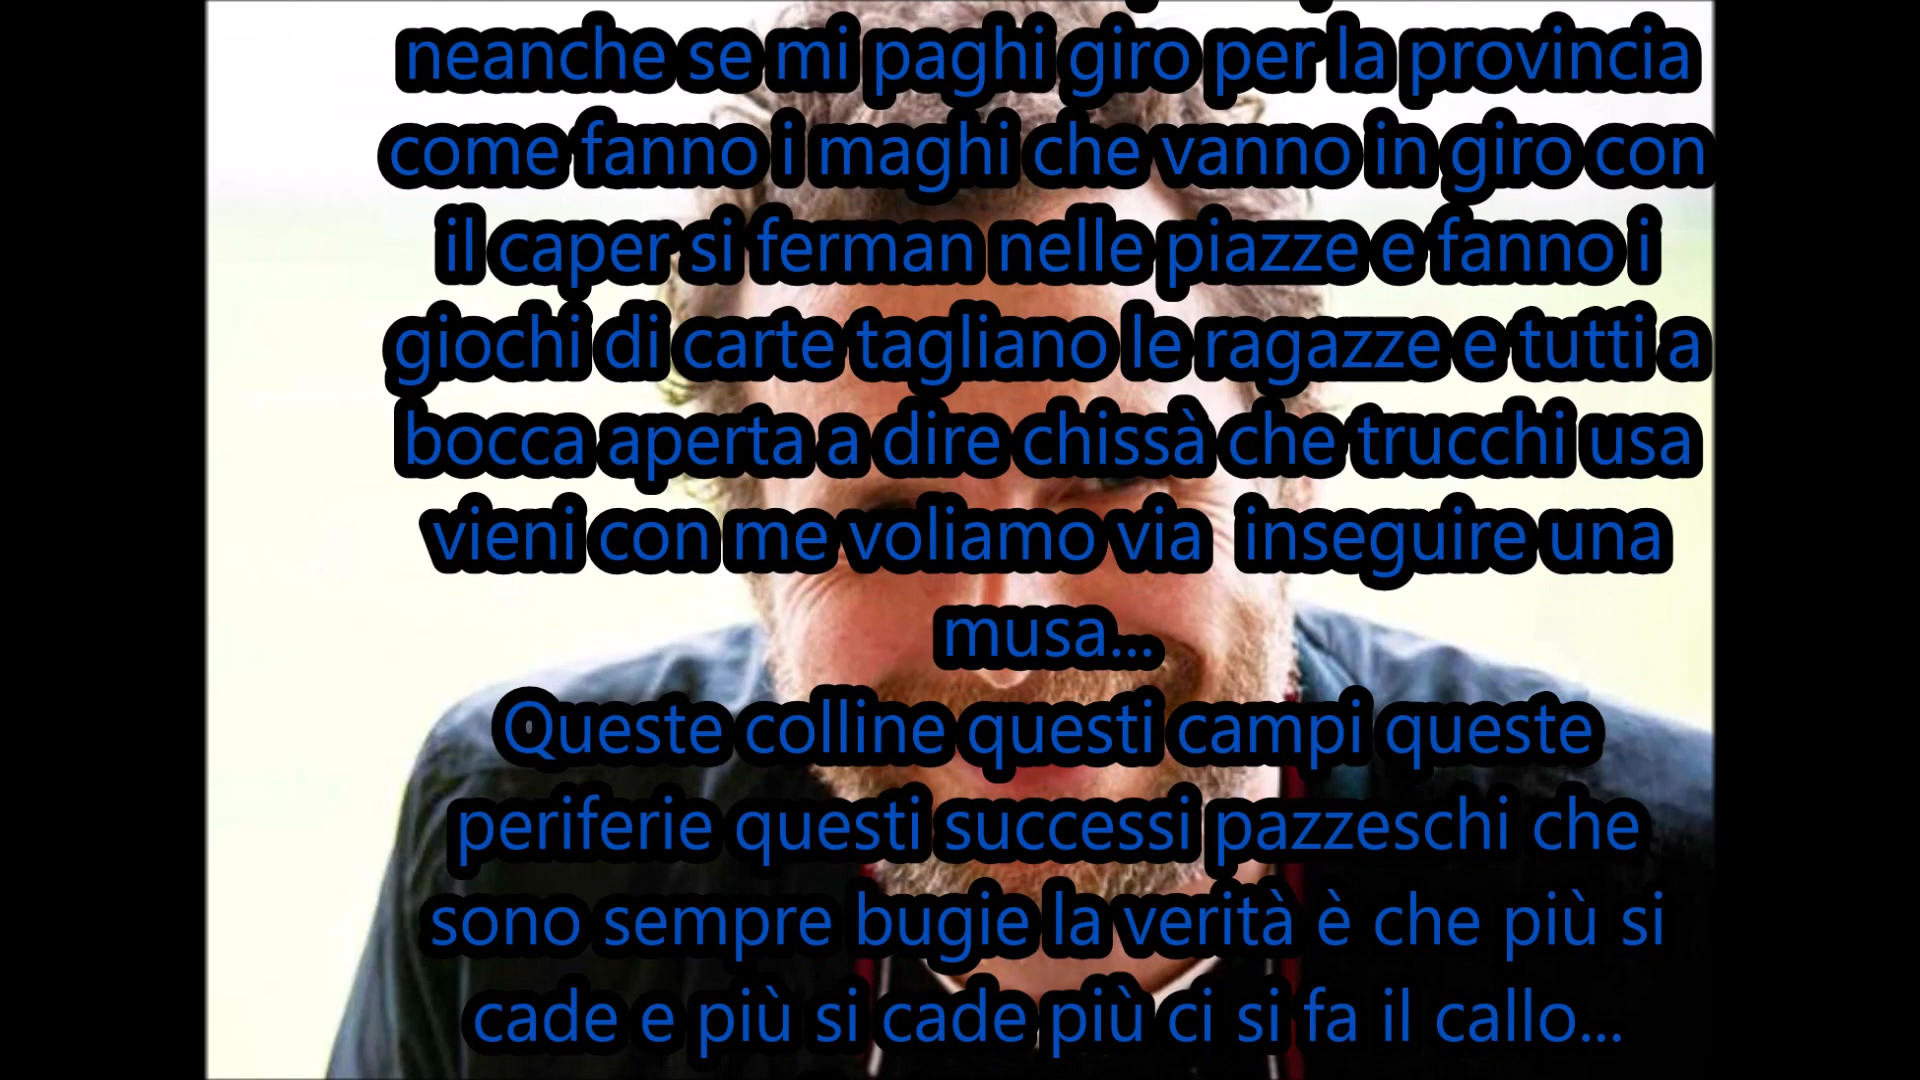 neanche se mi paghi giro per la provincia
come fanno i maghi che vanno in giro con
il caper si ferman nelle piazze e fanno i
giochi di carte tagliano le ragazze e tutti a
bocca aperta a dire chissà che trucchi usa
vieni con me voliamo via inseguire una
musa...
Queste colline questi campi queste
periferie questi successi pazzeschi che
sono sempre bugie la verità è che più si
cade e più si cade più ci si fa il callo...